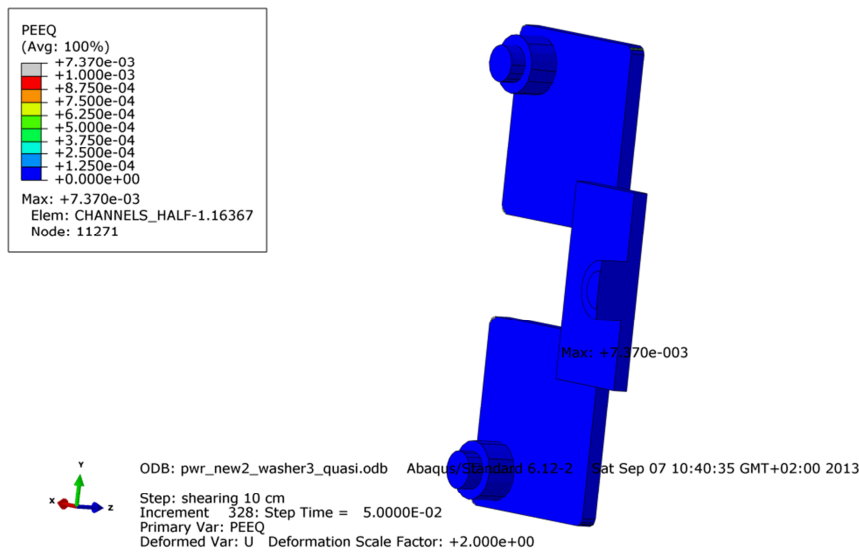 PEEQ
(Avg: 100%)
+7.370e-03
+1.000e-03
+8.750e-04
+7.500e-04
+6.250e-04
+5.000e-04
+3.750e-04
+2.500e-04
+1.250e-04
+0.000e+00
Max: +7.370e-03
Elem: CHANNELS_HALF-1.16367
Node: 11271
Max: +7.370e-003
Y
X
Z
ODB: pwr_new2_washer3_quasi.odb Abaqus/Standard 6.12-2 Sat Sep 07 10:40:35 GMT+02:00 2013
Step: shearing 10 cm
Increment 328: Step Time = 5.0000E-02
Primary Var: PEEQ
Deformed Var: U Deformation Scale Factor: +2.000e+00